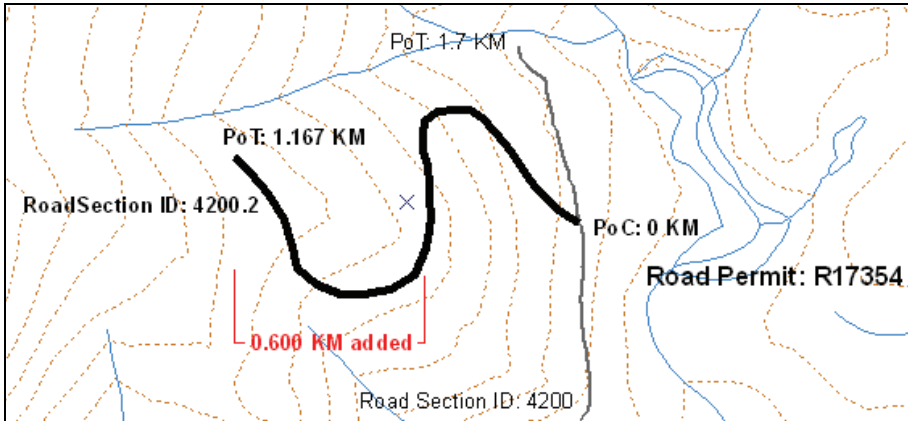 PoT: 1.7 KM
PoT: 1.167 KM
RoadSection ID: 4200.2
PoC: 0 KM
Road Permit: R17354
0.600 KM added
Road Section ID: 4200